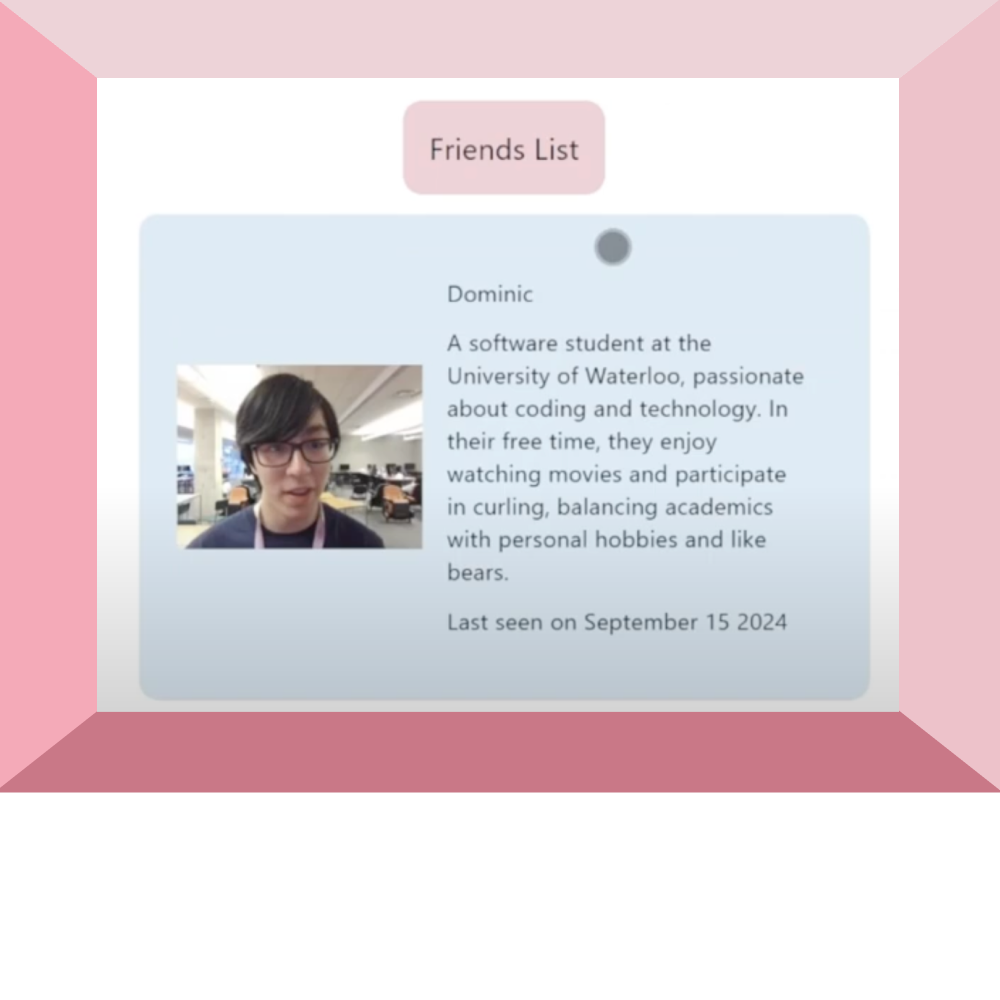 Friends List
Dominic
A software student at the
University of Waterloo, passionate
about coding and technology. In
their free time, they enjoy
watching movies and participate
in curling, balancing academics
with personal hobbies and like
bears.
Last seen on September 15 2024